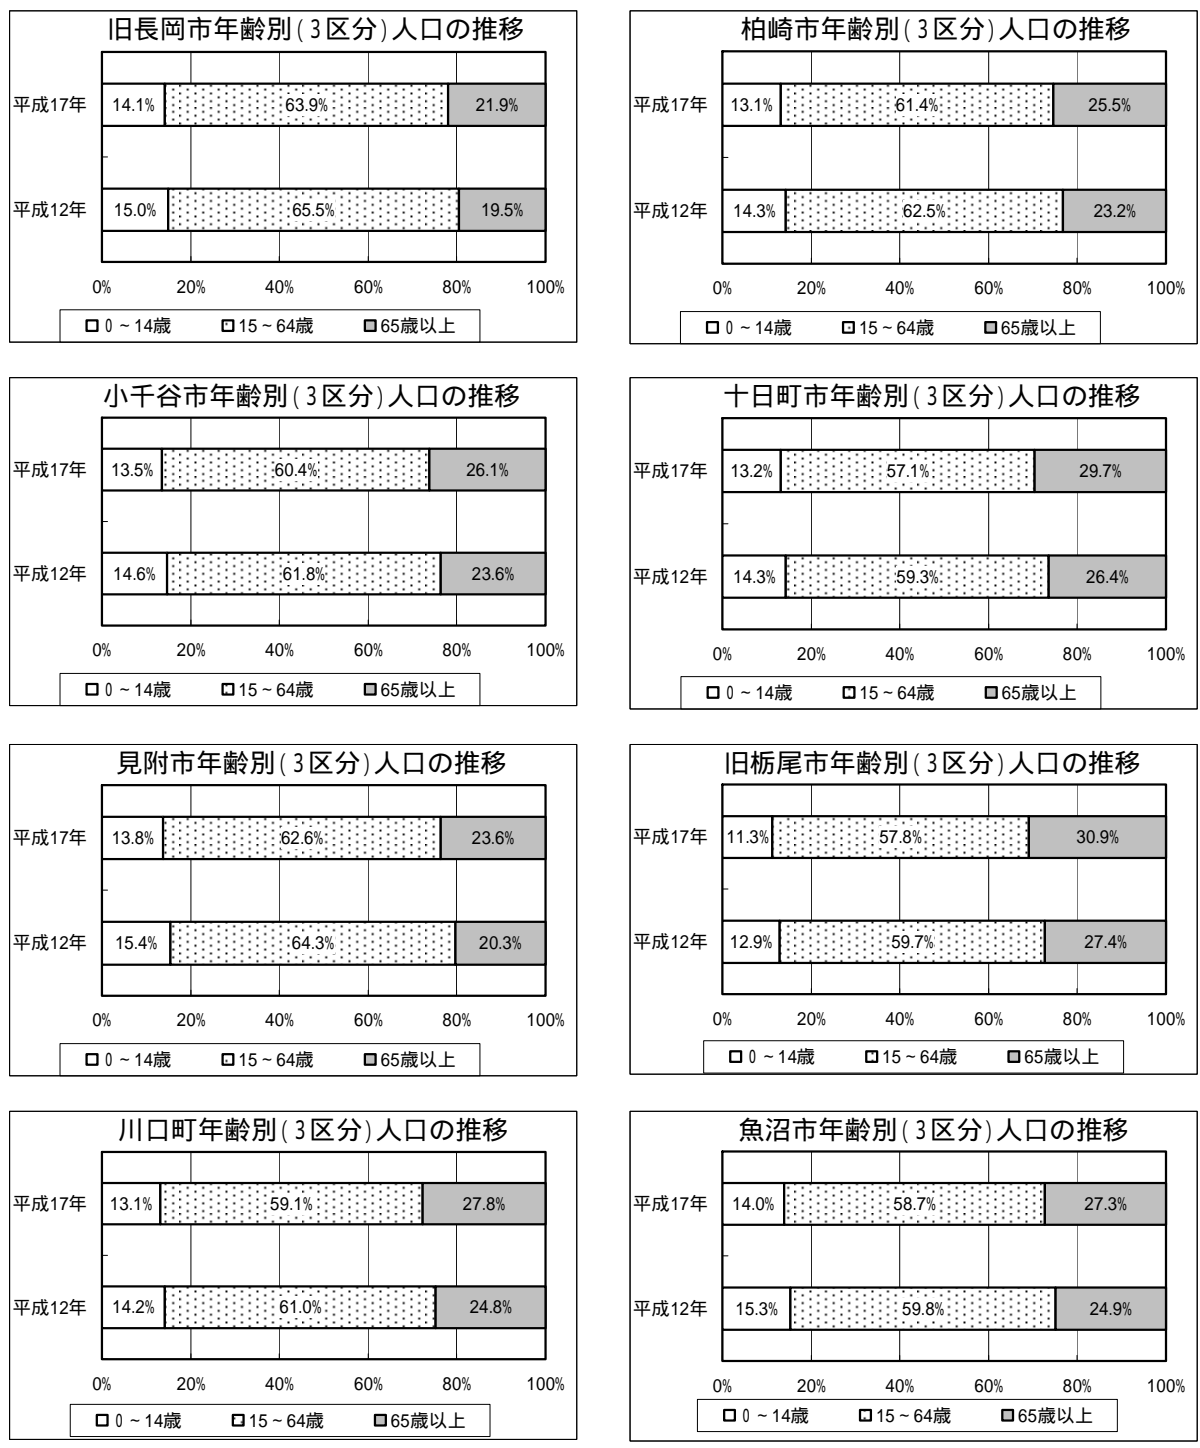 旧長岡市年齢別(3区分)人口の推移
平成17年 14.1% 63.9% 21.9%
平成12年 15.0% 65.5% 19.5%
0% 20% 40% 60% 80% 100%
0～14歳 15～64歳 65歳以上
柏崎市年齢別(3区分)人口の推移
平成17年 13.1% 61.4% 25.5%
平成12年 14.3% 62.5% 23.2%
0% 20% 40% 60% 80% 100%
0～14歳 15～64歳 65歳以上
小千谷市年齢別(3区分)人口の推移
平成17年 13.5% 60.4% 26.1%
平成12年 14.6% 61.8% 23.6%
0% 20% 40% 60% 80% 100%
0～14歳 15～64歳 65歳以上
十日町市年齢別(3区分)人口の推移
平成17年 13.2% 57.1% 29.7%
平成12年 14.3% 59.3% 26.4%
0% 20% 40% 60% 80% 100%
0～14歳 15～64歳 65歳以上
見附市年齢別(3区分)人口の推移
平成17年 13.8% 62.6% 23.6%
平成12年 15.4% 64.3% 20.3%
0% 20% 40% 60% 80% 100%
0～14歳 15～64歳 65歳以上
旧栃尾市年齢別(3区分)人口の推移
平成17年 11.3% 57.8% 30.9%
平成12年 12.9% 59.7% 27.4%
0% 20% 40% 60% 80% 100%
0～14歳 15～64歳 65歳以上
川口町年齢別(3区分)人口の推移
平成17年 13.1% 59.1% 27.8%
平成12年 14.2% 61.0% 24.8%
0% 20% 40% 60% 80% 100%
0～14歳 15～64歳 65歳以上
魚沼市年齢別(3区分)人口の推移
平成17年 14.0% 58.7% 27.3%
平成12年 15.3% 59.8% 24.9%
0% 20% 40% 60% 80% 100%
0～14歳 15～64歳 65歳以上